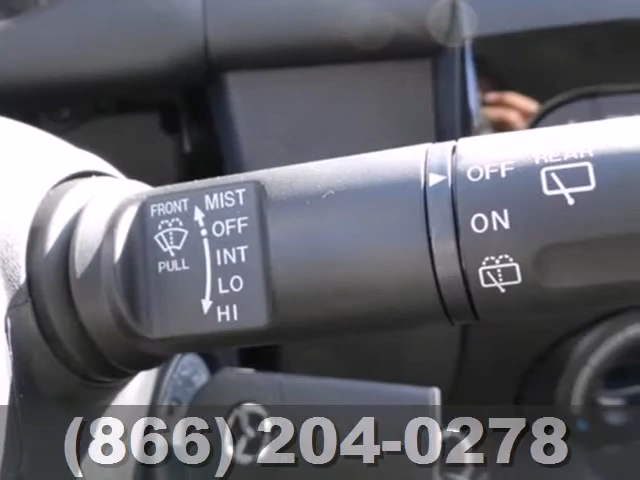 FRONT
PULL
MIST
OFF
INT
LO
HI
OFF
REAR
ON
(866) 204-0278